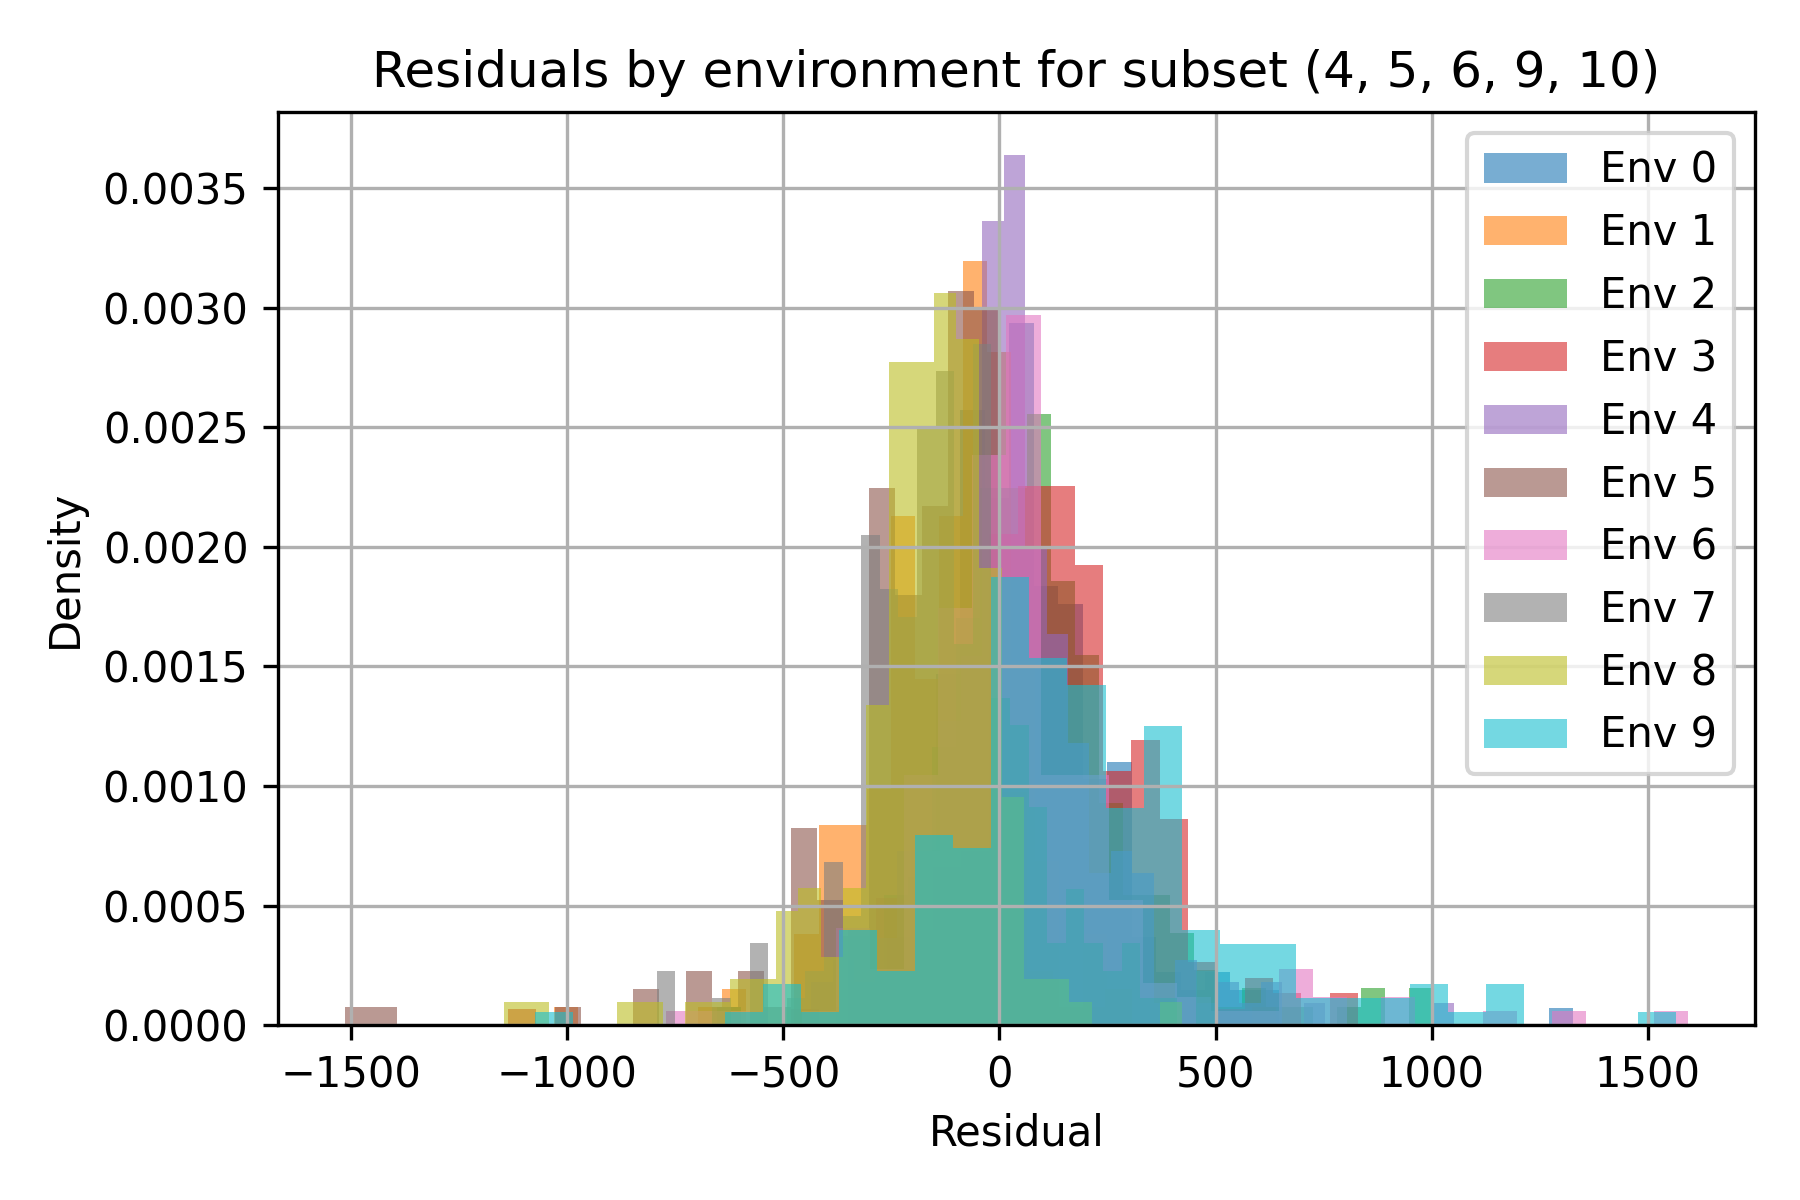 Residuals by environment for subset (4, 5, 6, 9, 10)
Density
0.0035
0.0030
0.0025
0.0020
0.0015
0.0010
0.0005
0.0000
−1500 −1000 −500 0 500 1000 1500
Residual
Env 0
Env 1
Env 2
Env 3
Env 4
Env 5
Env 6
Env 7
Env 8
Env 9